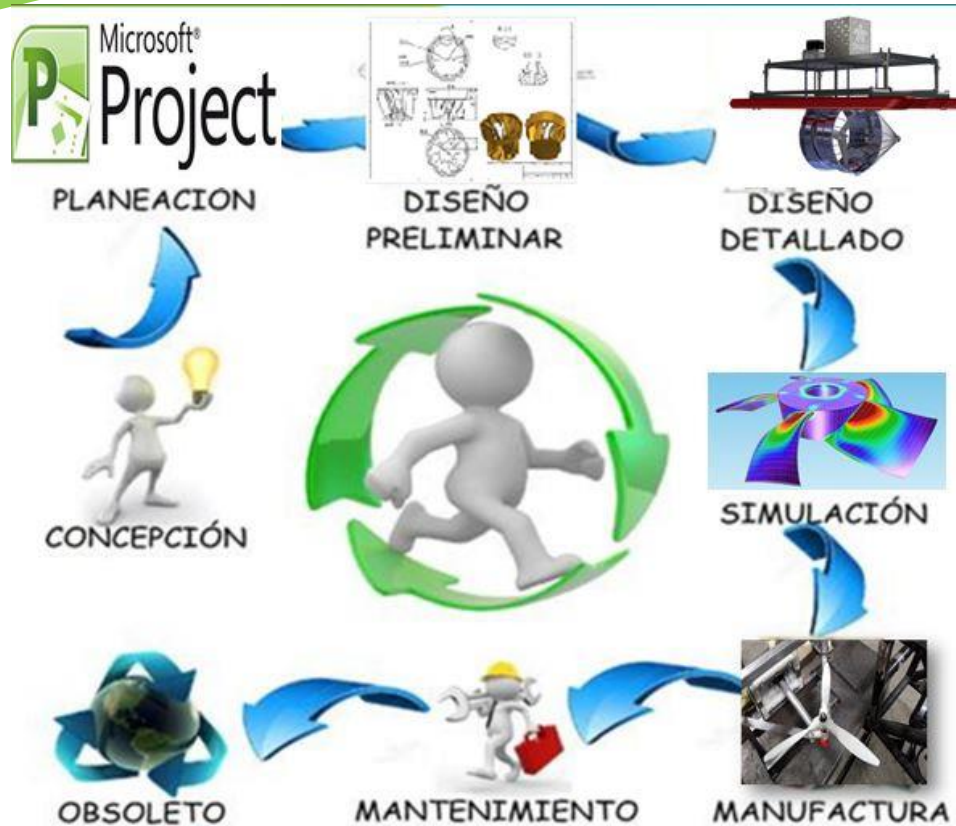 Microsoft®
Project
PLANEACION
DISEÑO
PRELIMINAR
DISEÑO
DETALLADO
CONCEPCIÓN
SIMULACIÓN
OBSOLETO
MANTENIMIENTO
MANUFACTURA